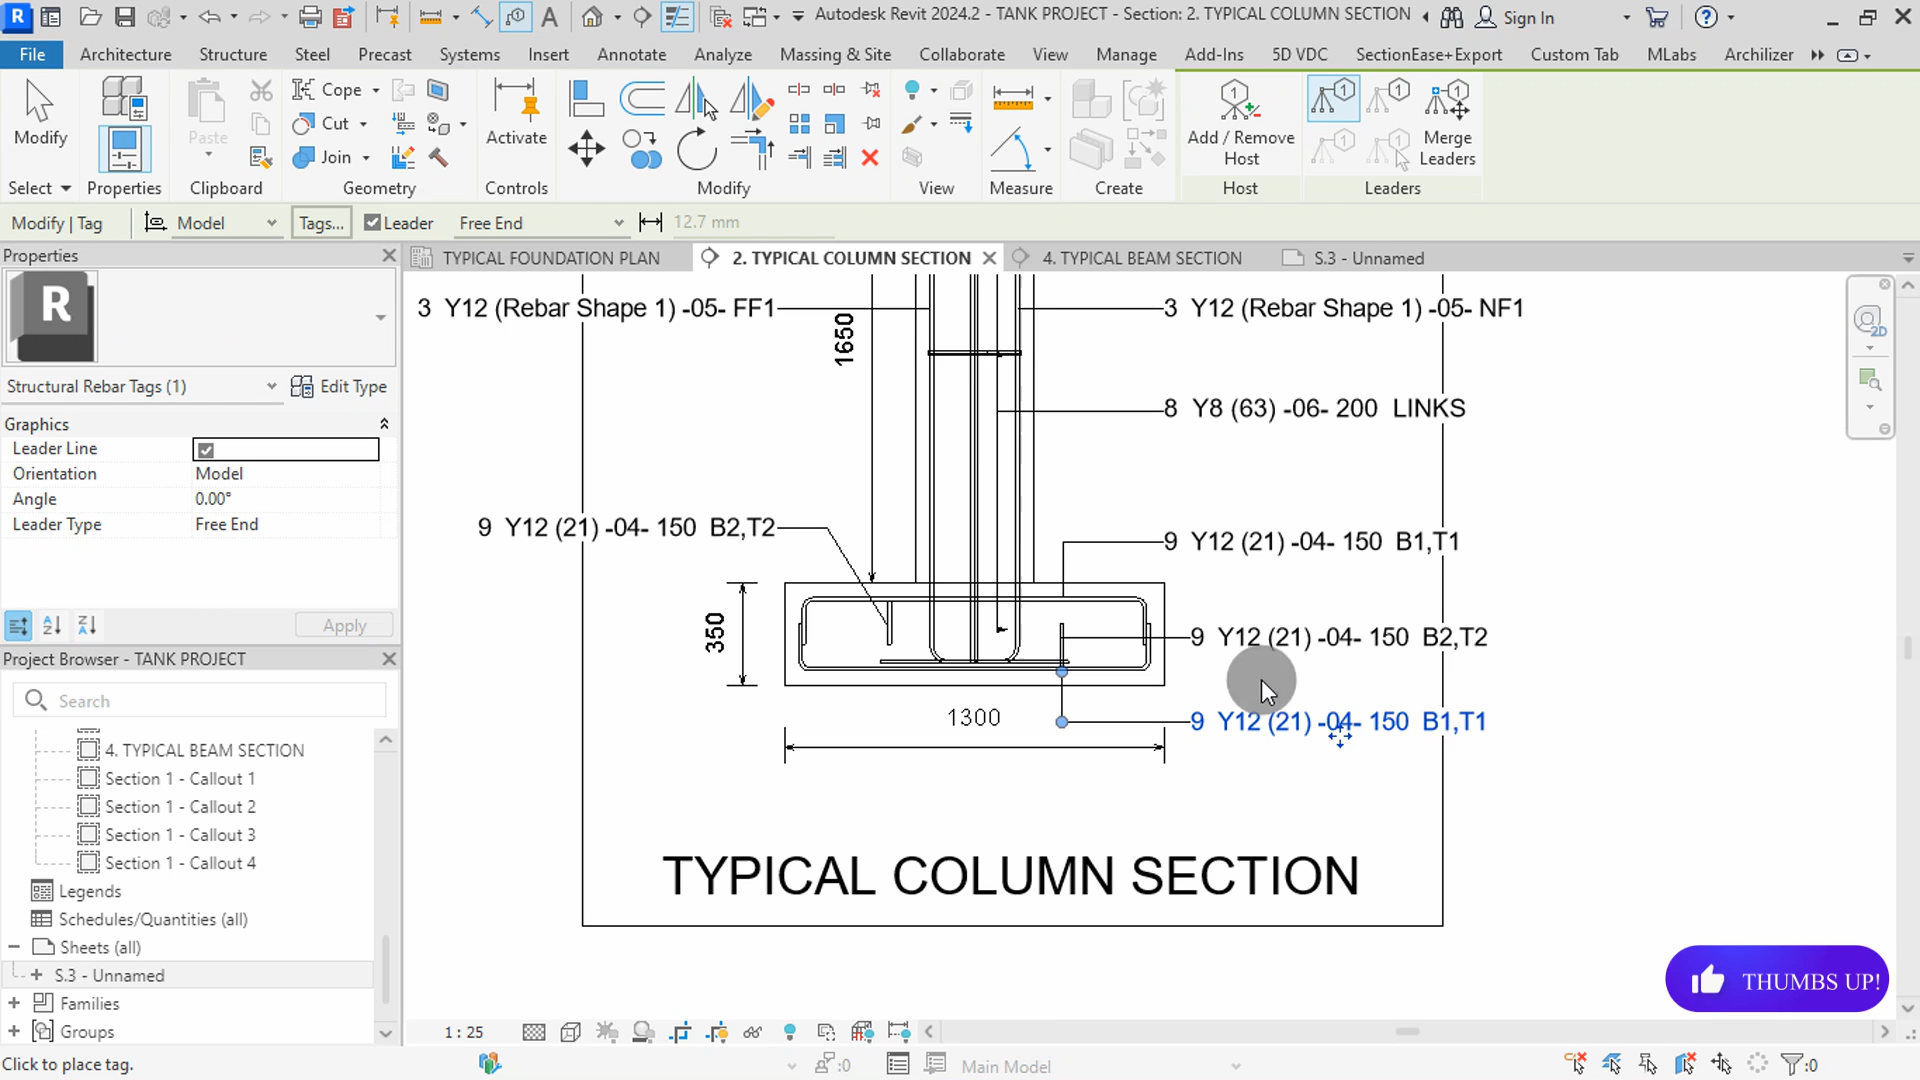 Autodesk Revit 2024.2 - TANK PROJECT - Section: 2. TYPICAL COLUMN SECTION
Sign In
File Architecture Structure Steel Precast Systems Insert Annotate Analyze Massing & Site Collaborate View Manage Add-Ins 5D VDC SectionEase+Export Custom Tab MLabs Archilizer
Modify
Paste
Cope
Cut
Join
Activate
Add / Remove
Host
Merge
Leaders
Select Properties Clipboard Geometry Controls Modify View Measure Create Host Leaders
Modify | Tag Model Tags... Leader Free End 12.7 mm
Properties
TYPICAL FOUNDATION PLAN
2. TYPICAL COLUMN SECTION
4. TYPICAL BEAM SECTION
S.3 - Unnamed
R
Structural Rebar Tags (1)
Edit Type
Graphics
Leader Line
Orientation Model
Angle 0.00°
Leader Type Free End
Apply
Project Browser - TANK PROJECT
Search
4. TYPICAL BEAM SECTION
Section 1 - Callout 1
Section 1 - Callout 2
Section 1 - Callout 3
Section 1 - Callout 4
Legends
Schedules/Quantities (all)
Sheets (all)
S.3 - Unnamed
Families
Groups
3 Y12 (Rebar Shape 1) -05- FF1
1650
3 Y12 (Rebar Shape 1) -05- NF1
8 Y8 (63) -06- 200 LINKS
9 Y12 (21) -04- 150 B2,T2
9 Y12 (21) -04- 150 B1,T1
350
9 Y12 (21) -04- 150 B2,T2
1300
9 Y12 (21) -04- 150 B1,T1
TYPICAL COLUMN SECTION
2D
THUMBS UP!
1 : 25
Click to place tag.
:0
Main Model
:0